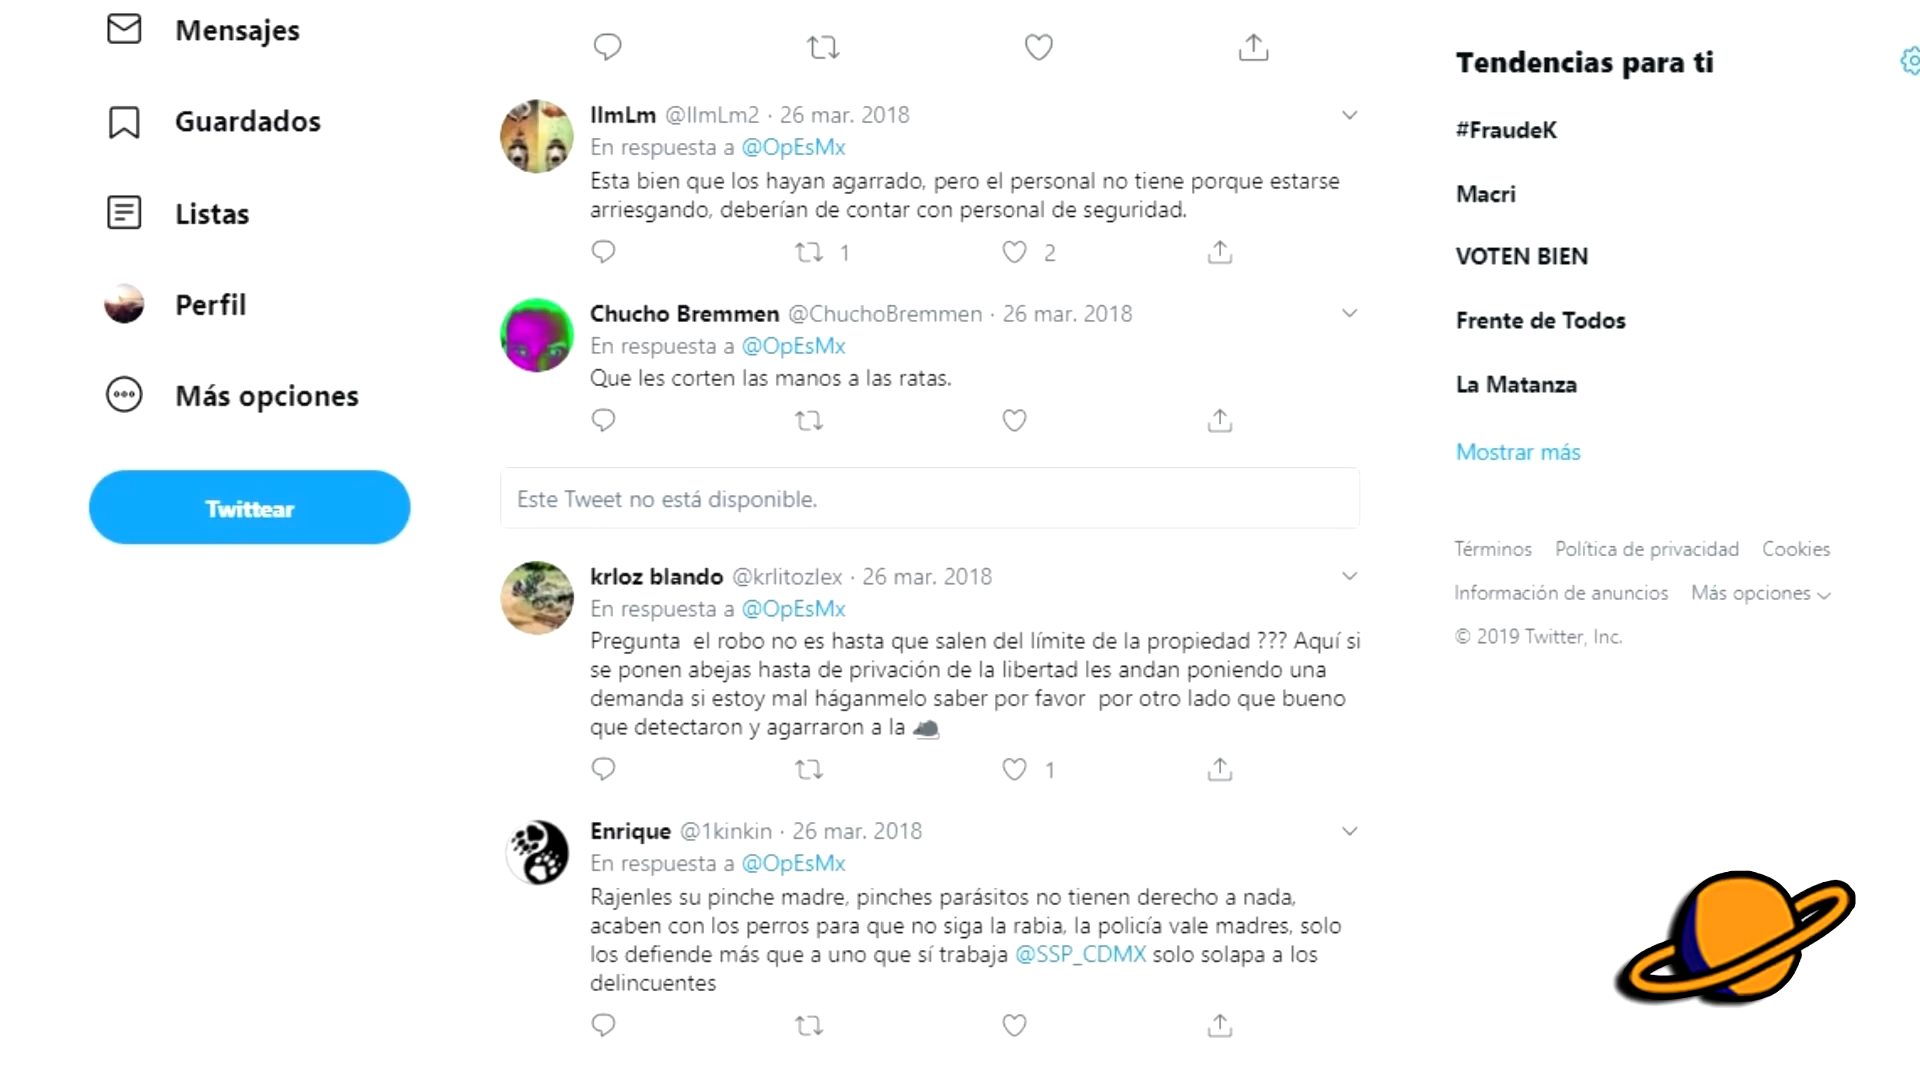 Mensajes
Guardados
Listas
Perfil
Más opciones
Twittear
IlmLm @IlmLm2 · 26 mar. 2018
En respuesta a @OpEsMx
Esta bien que los hayan agarrado, pero el personal no tiene porque estarse
arriesgando, deberían de contar con personal de seguridad.
1 2
Chucho Bremmen @ChuchoBremmen · 26 mar. 2018
En respuesta a @OpEsMx
Que les corten las manos a las ratas.
Este Tweet no está disponible.
krloz blando @krlitozlex · 26 mar. 2018
En respuesta a @OpEsMx
Pregunta  el robo no es hasta que salen del límite de la propiedad ??? Aquí si
se ponen abejas hasta de privación de la libertad les andan poniendo una
demanda si estoy mal háganmelo saber por favor  por otro lado que bueno
que detectaron y agarraron a la 🐀
1
Enrique @1kinkin · 26 mar. 2018
En respuesta a @OpEsMx
Rajenles su pinche madre, pinches parásitos no tienen derecho a nada,
acaben con los perros para que no siga la rabia, la policía vale madres, solo
los defiende más que a uno que sí trabaja @SSP_CDMX solo solapa a los
delincuentes
Tendencias para ti
#FraudeK
Macri
VOTEN BIEN
Frente de Todos
La Matanza
Mostrar más
Términos Política de privacidad Cookies
Información de anuncios Más opciones
© 2019 Twitter, Inc.